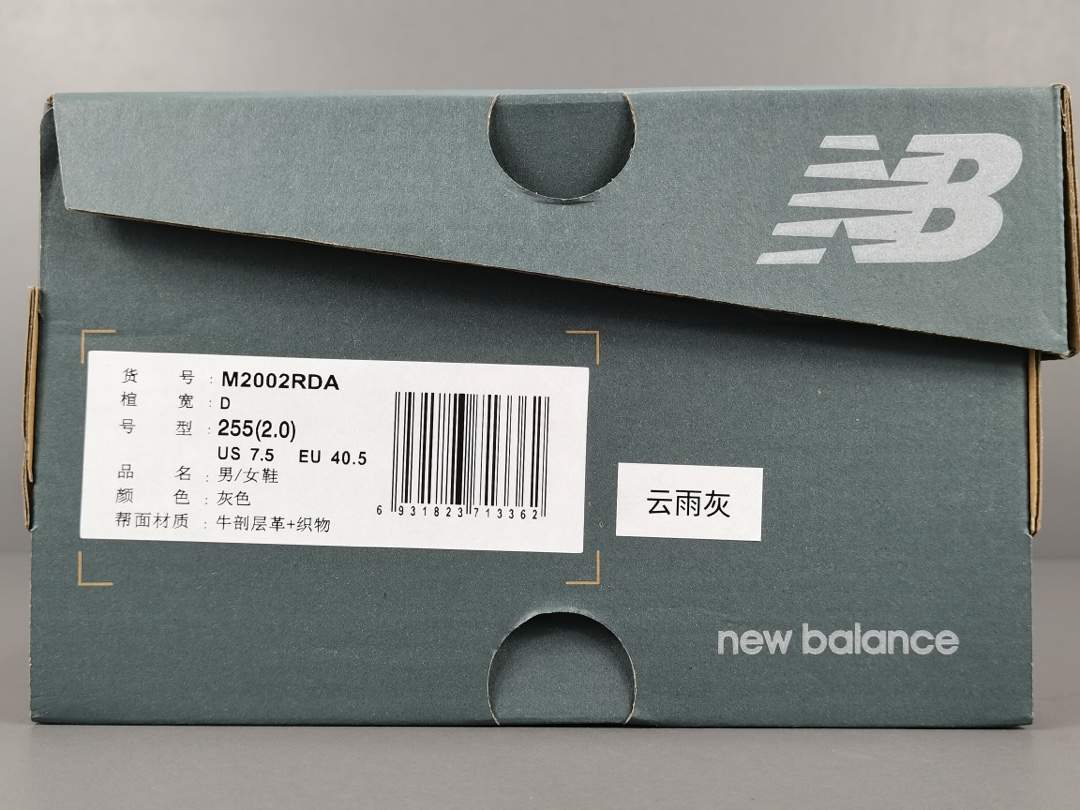 NB
货 号 : M2002RDA
楦 宽 : D
号 型 : 255(2.0)
US 7.5 EU 40.5
品 名 : 男/女鞋
颜 色 : 灰色
帮面材质 : 牛剖层革+织物
6 931823 713362
云雨灰
new balance